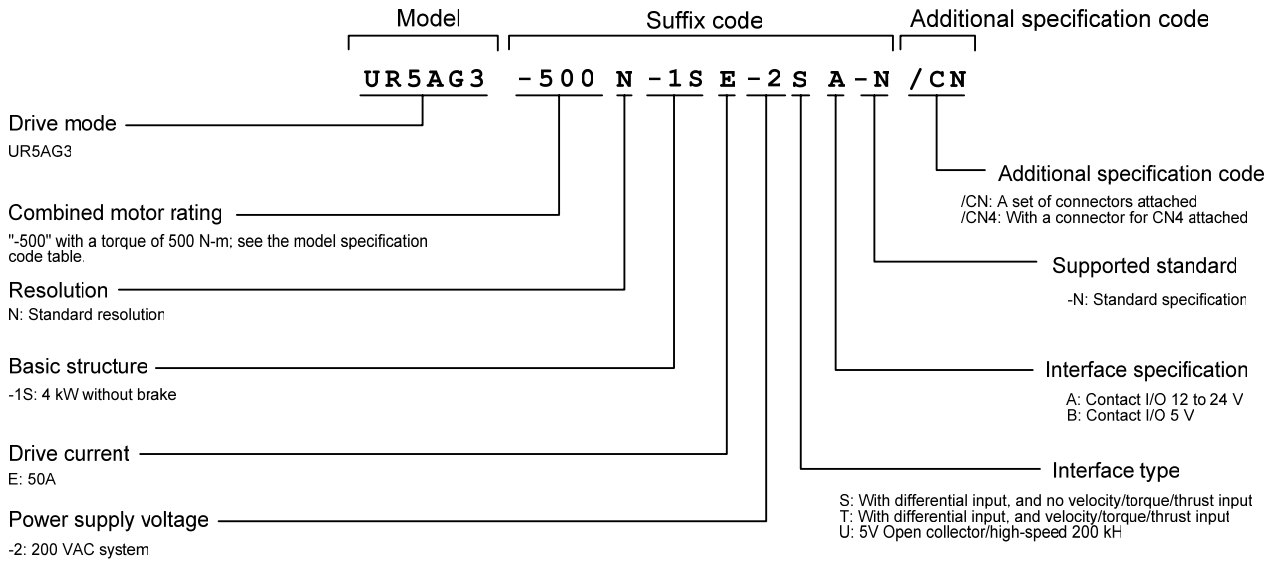 Model Suffix code Additional specification code
UR5AG3 -500 N -1S E -2 S A -N /CN
Drive mode
UR5AG3
Combined motor rating
"-500" with a torque of 500 N-m; see the model specification
code table.
Resolution
N: Standard resolution
Basic structure
-1S: 4 kW without brake
Drive current
E: 50A
Power supply voltage
-2: 200 VAC system
Additional specification code
/CN: A set of connectors attached
/CN4: With a connector for CN4 attached
Supported standard
-N: Standard specification
Interface specification
A: Contact I/O 12 to 24 V
B: Contact I/O 5 V
Interface type
S: With differential input, and no velocity/torque/thrust input
T: With differential input, and velocity/torque/thrust input
U: 5V Open collector/high-speed 200 kH